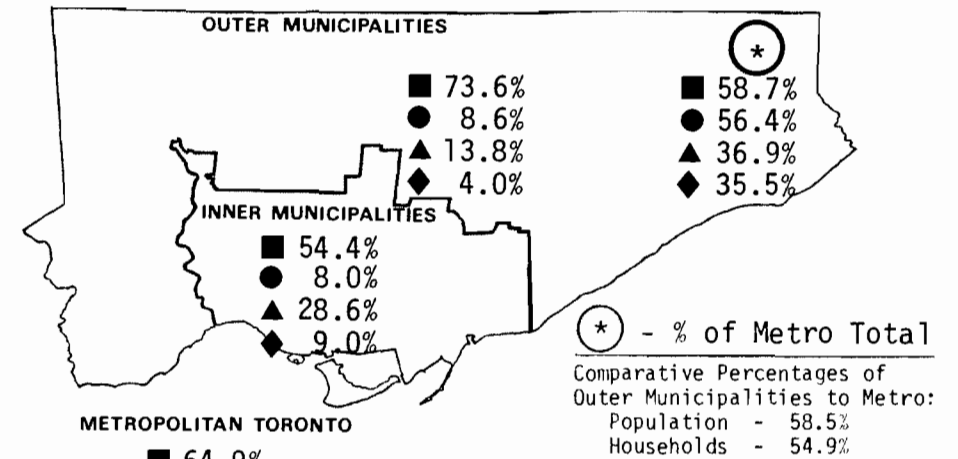 OUTER MUNICIPALITIES
*
■ 73.6%
● 8.6%
▲ 13.8%
◆ 4.0%
■ 58.7%
● 56.4%
▲ 36.9%
◆ 35.5%
INNER MUNICIPALITIES
■ 54.4%
● 8.0%
▲ 28.6%
◆ 9.0%
* - % of Metro Total
Comparative Percentages of
Outer Municipalities to Metro:
Population - 58.5%
Households - 54.9%
METROPOLITAN TORONTO